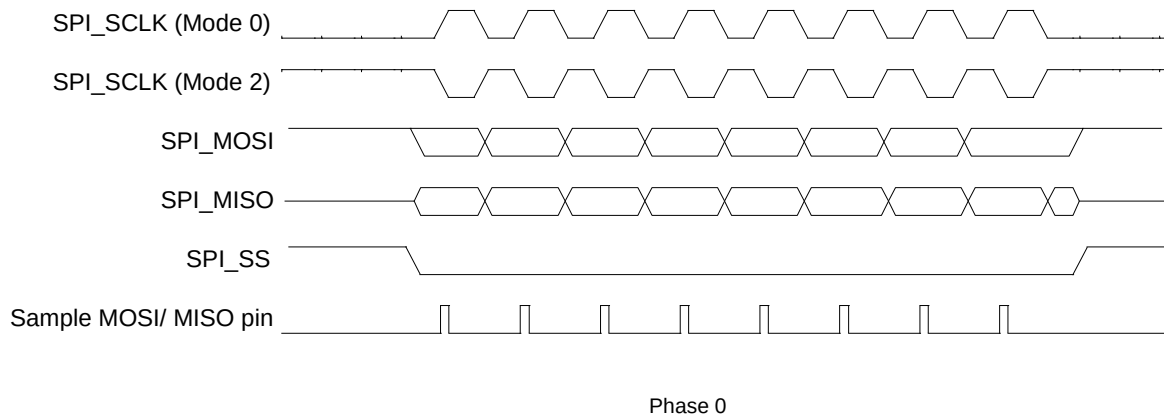 SPI_SCLK (Mode 0)
SPI_SCLK (Mode 2)
SPI_MOSI
SPI_MISO
SPI_SS
Sample MOSI/ MISO pin
Phase 0